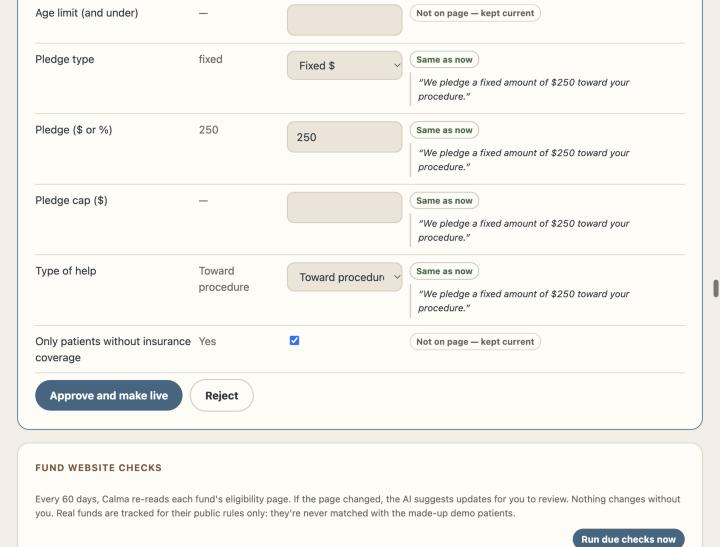 Age limit (and under) — Not on page — kept current
Pledge type fixed Fixed $ Same as now
“We pledge a fixed amount of $250 toward your
procedure.”
Pledge ($ or %) 250 250 Same as now
“We pledge a fixed amount of $250 toward your
procedure.”
Pledge cap ($) — Same as now
“We pledge a fixed amount of $250 toward your
procedure.”
Type of help Toward Toward procedure Same as now
procedure
“We pledge a fixed amount of $250 toward your
procedure.”
Only patients without insurance Yes Not on page — kept current
coverage
Approve and make live Reject
FUND WEBSITE CHECKS
Every 60 days, Calma re-reads each fund's eligibility page. If the page changed, the AI suggests updates for you to review. Nothing changes without
you. Real funds are tracked for their public rules only: they're never matched with the made-up demo patients.
Run due checks now